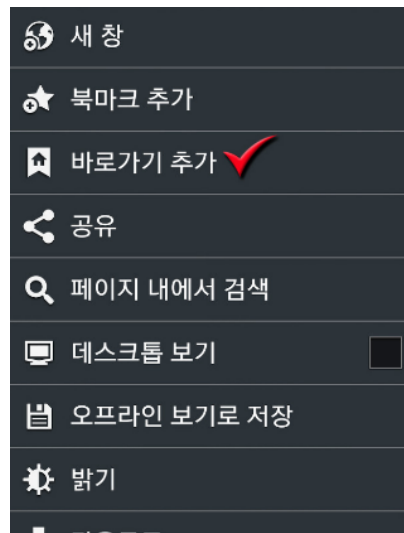 새 창
북마크 추가
바로가기 추가
공유
페이지 내에서 검색
데스크톱 보기
오프라인 보기로 저장
밝기